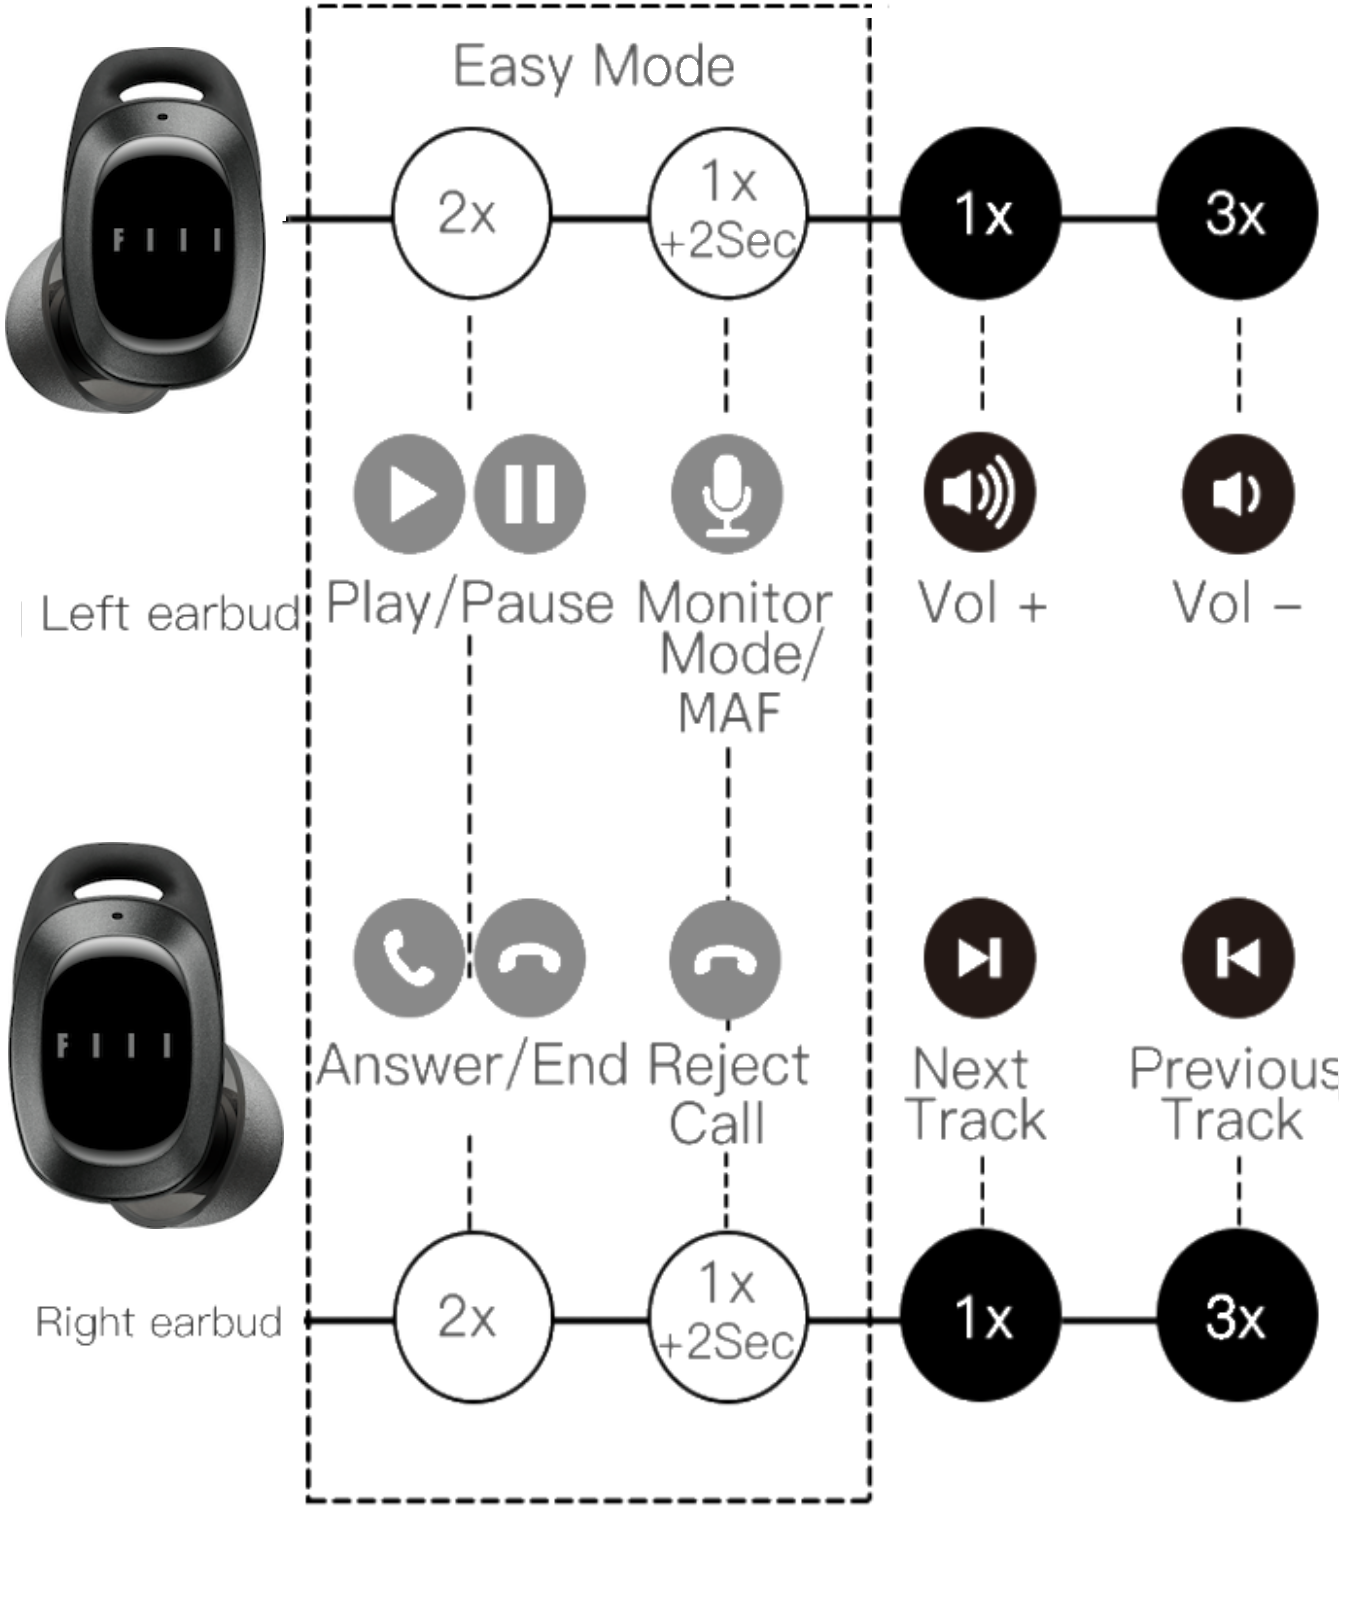 Easy Mode
2x
1x
+2Sec
1x
3x
FIII
Left earbud
Play/Pause
Monitor
Mode/
MAF
Vol +
Vol −
FIII
Answer/End
Reject
Call
Next
Track
Previous
Track
Right earbud
2x
1x
+2Sec
1x
3x